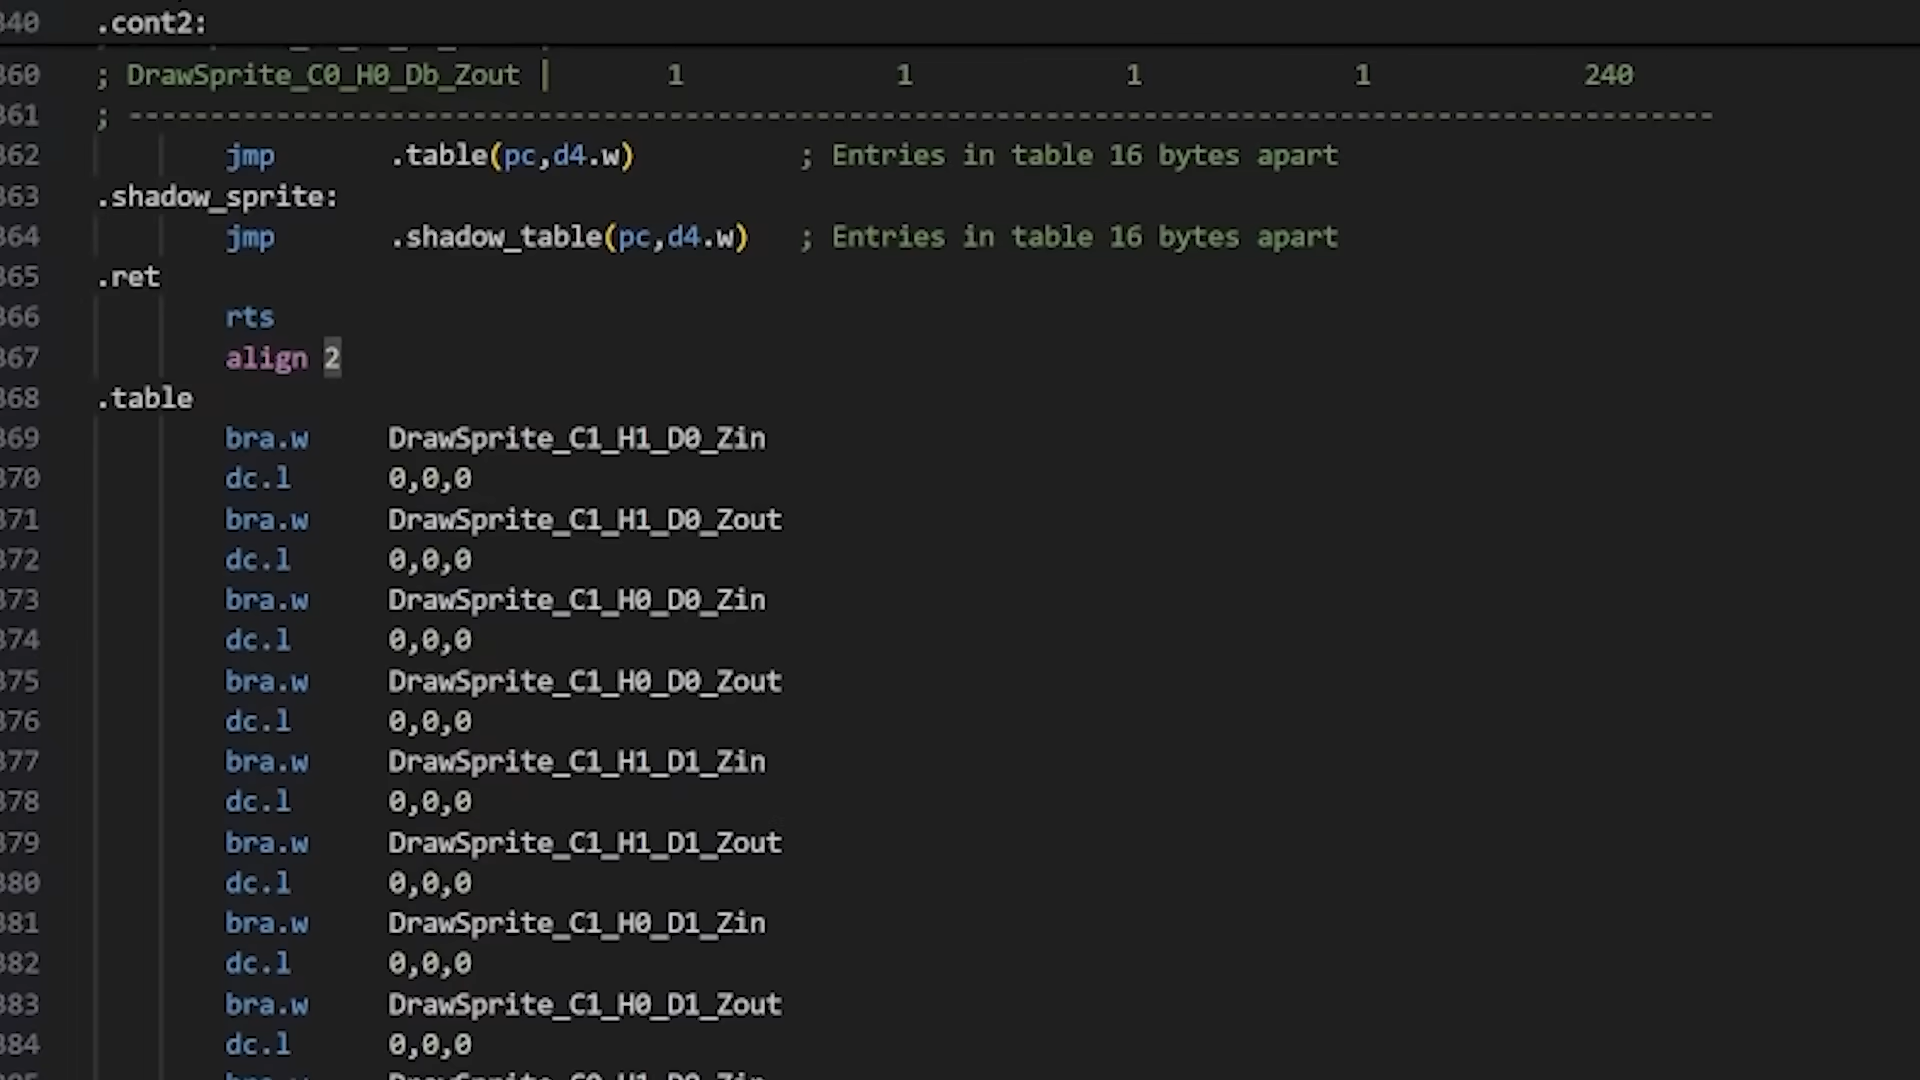 340 .cont2:
360 ; DrawSprite_C0_H0_Db_Zout | 1 1 1 1 240
361 ; --------------------------------------------------------------------------------------------------
362 jmp .table(pc,d4.w) ; Entries in table 16 bytes apart
363 .shadow_sprite:
364 jmp .shadow_table(pc,d4.w) ; Entries in table 16 bytes apart
365 .ret
366 rts
367 align 2
368 .table
369 bra.w DrawSprite_C1_H1_D0_Zin
370 dc.l 0,0,0
371 bra.w DrawSprite_C1_H1_D0_Zout
372 dc.l 0,0,0
373 bra.w DrawSprite_C1_H0_D0_Zin
374 dc.l 0,0,0
375 bra.w DrawSprite_C1_H0_D0_Zout
376 dc.l 0,0,0
377 bra.w DrawSprite_C1_H1_D1_Zin
378 dc.l 0,0,0
379 bra.w DrawSprite_C1_H1_D1_Zout
380 dc.l 0,0,0
381 bra.w DrawSprite_C1_H0_D1_Zin
382 dc.l 0,0,0
383 bra.w DrawSprite_C1_H0_D1_Zout
384 dc.l 0,0,0